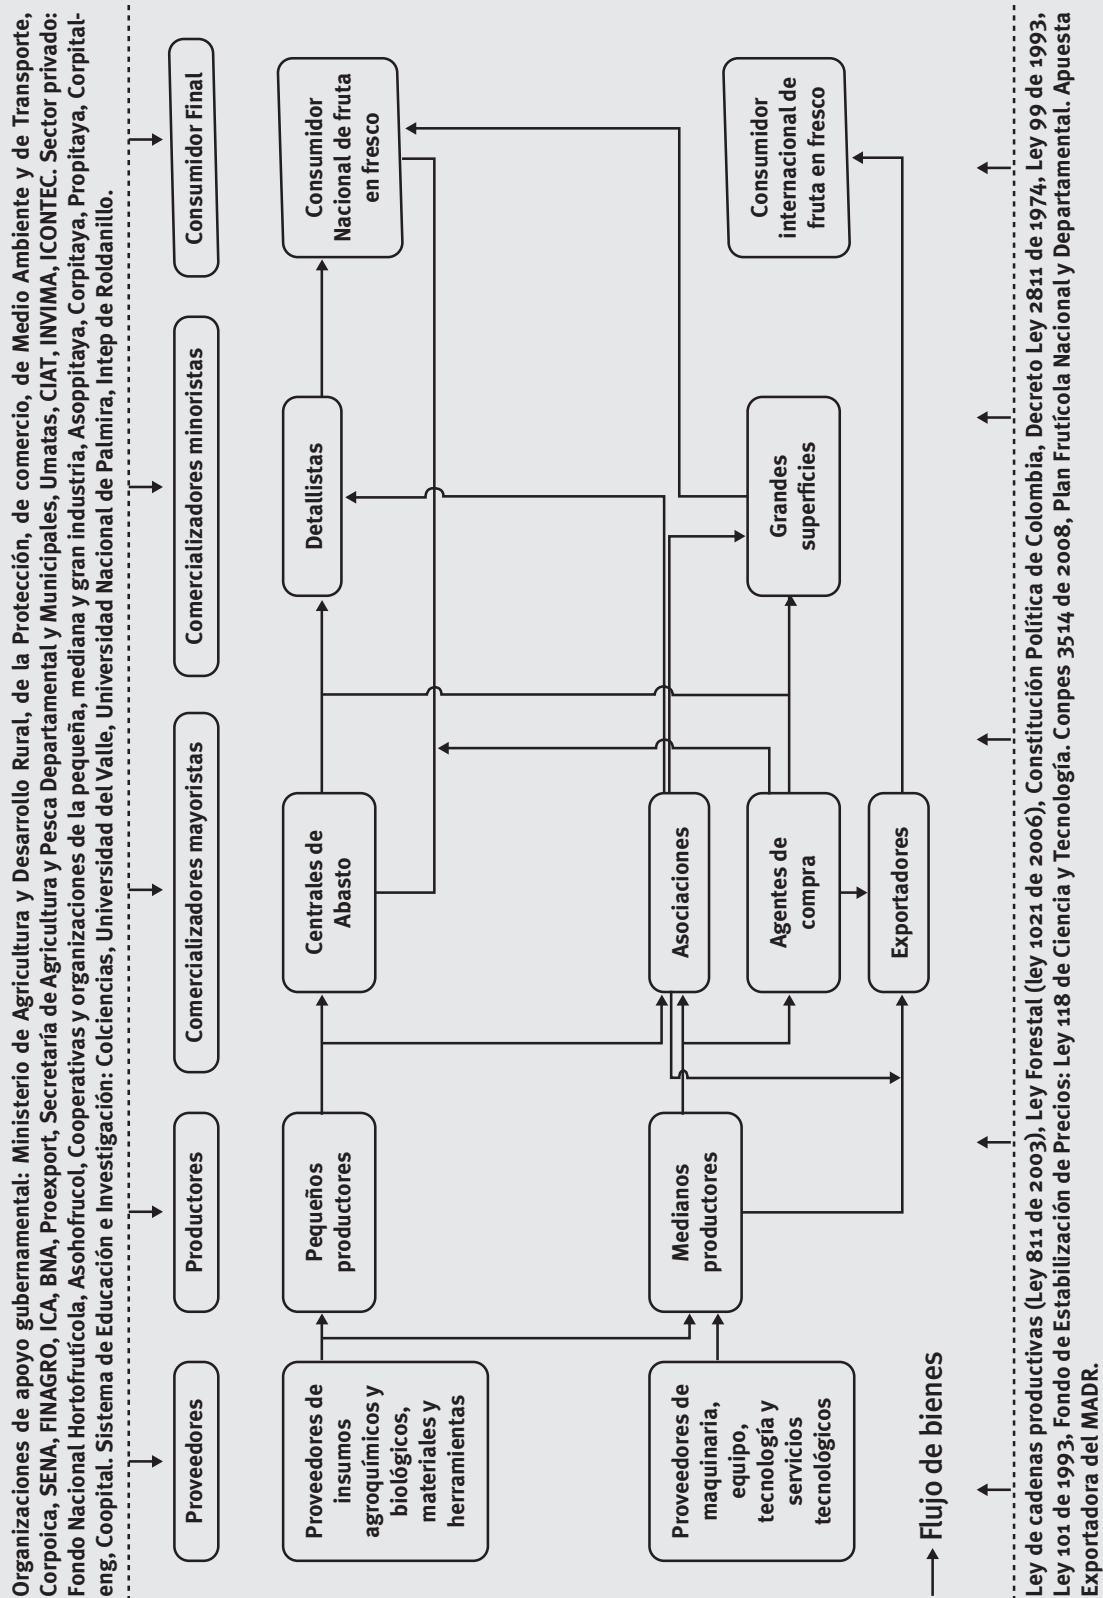 Organizaciones de apoyo gubernamental: Ministerio de Agricultura y Desarrollo Rural, de la Protección, de comercio, de Medio Ambiente y de Transporte,
Corpoica, SENA, FINAGRO, ICA, BNA, Proexport, Secretaría de Agricultura y Pesca Departamental y Municipales, Umatas, CIAT, INVIMA, ICONTEC. Sector privado:
Fondo Nacional Hortofrutícola, Asohofrucol, Cooperativas y organizaciones de la pequeña, mediana y gran industria, Asoppitaya, Corpitaya, Propitaya, Corpital-
eng, Coopital. Sistema de Educación e Investigación: Colciencias, Universidad del Valle, Universidad Nacional de Palmira, Intep de Roldanillo.
Proveedores
Productores
Comercializadores mayoristas
Comercializadores minoristas
Consumidor Final
Proveedores de
insumos
agroquímicos y
biológicos,
materiales y
herramientas
Pequeños
productores
Centrales de
Abasto
Detallistas
Consumidor
Nacional de fruta
en fresco
Proveedores de
maquinaria,
equipo,
tecnología y
servicios
tecnológicos
Medianos
productores
Asociaciones
Agentes de
compra
Exportadores
Grandes
superficies
Consumidor
internacional de
fruta en fresco
Flujo de bienes
Ley de cadenas productivas (Ley 811 de 2003), Ley Forestal (ley 1021 de 2006), Constitución Política de Colombia, Decreto Ley 2811 de 1974, Ley 99 de 1993,
Ley 101 de 1993, Fondo de Estabilización de Precios: Ley 118 de Ciencia y Tecnología. Conpes 3514 de 2008, Plan Frutícola Nacional y Departamental. Apuesta
Exportadora del MADR.